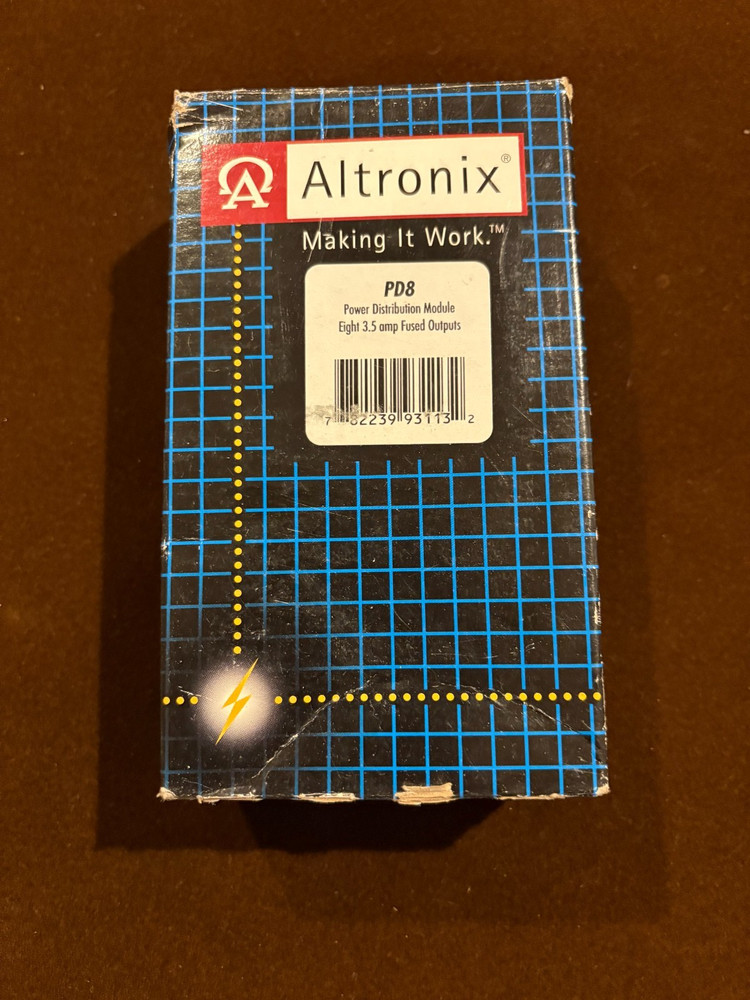 Altronix®
Making It Work.™
PD8
Power Distribution Module
Eight 3.5 amp Fused Outputs
7 82239 93113 2